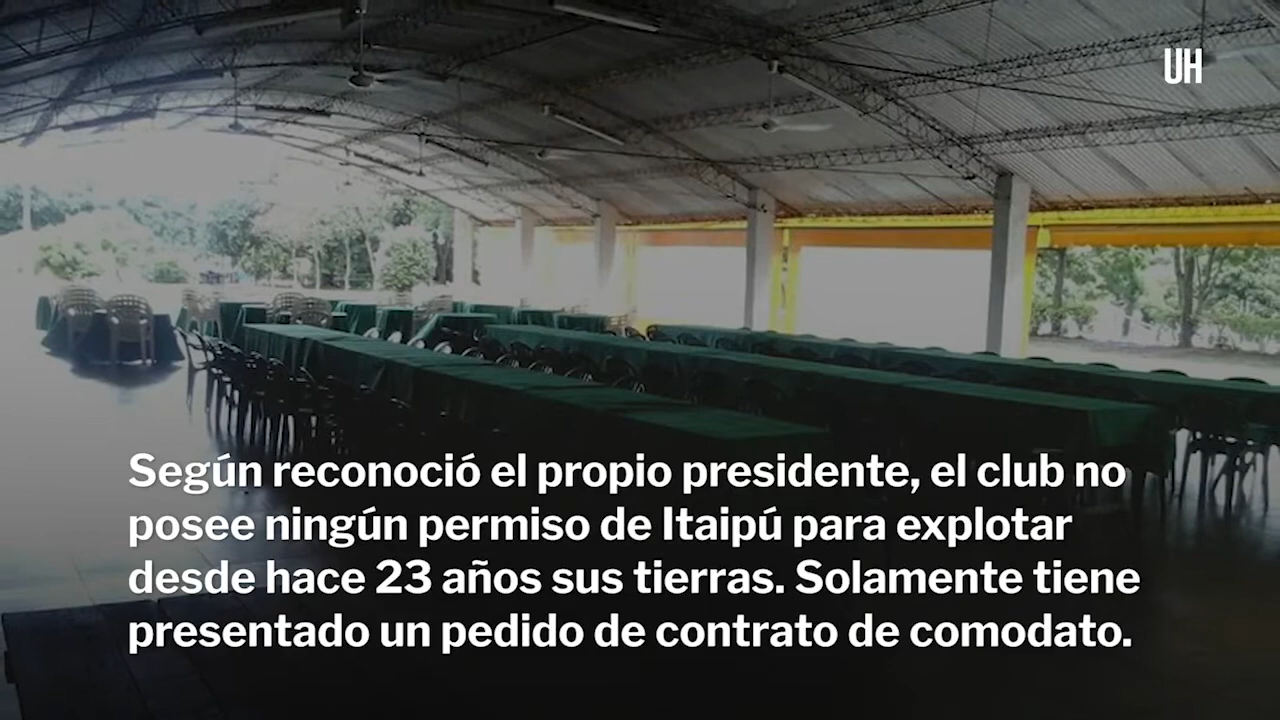 UH
Según reconoció el propio presidente, el club no
posee ningún permiso de Itaipú para explotar
desde hace 23 años sus tierras. Solamente tiene
presentado un pedido de contrato de comodato.